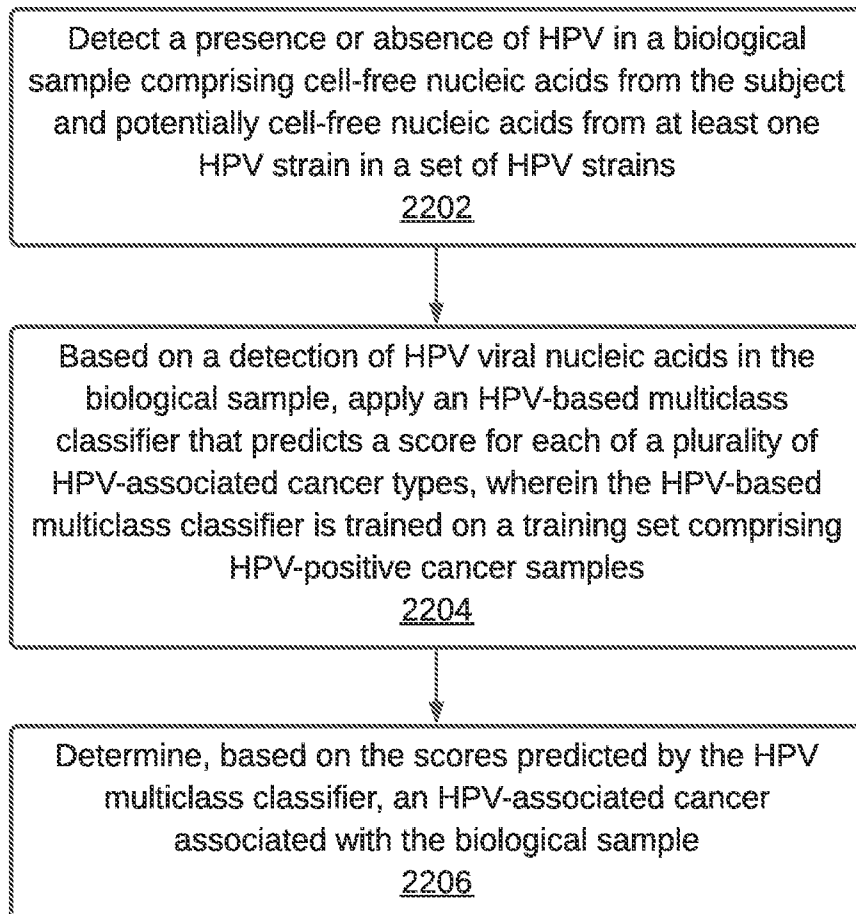 Detect a presence or absence of HPV in a biological
sample comprising cell-free nucleic acids from the subject
and potentially cell-free nucleic acids from at least one
HPV strain in a set of HPV strains
2202
Based on a detection of HPV viral nucleic acids in the
biological sample, apply an HPV-based multiclass
classifier that predicts a score for each of a plurality of
HPV-associated cancer types, wherein the HPV-based
multiclass classifier is trained on a training set comprising
HPV-positive cancer samples
2204
Determine, based on the scores predicted by the HPV
multiclass classifier, an HPV-associated cancer
associated with the biological sample
2206